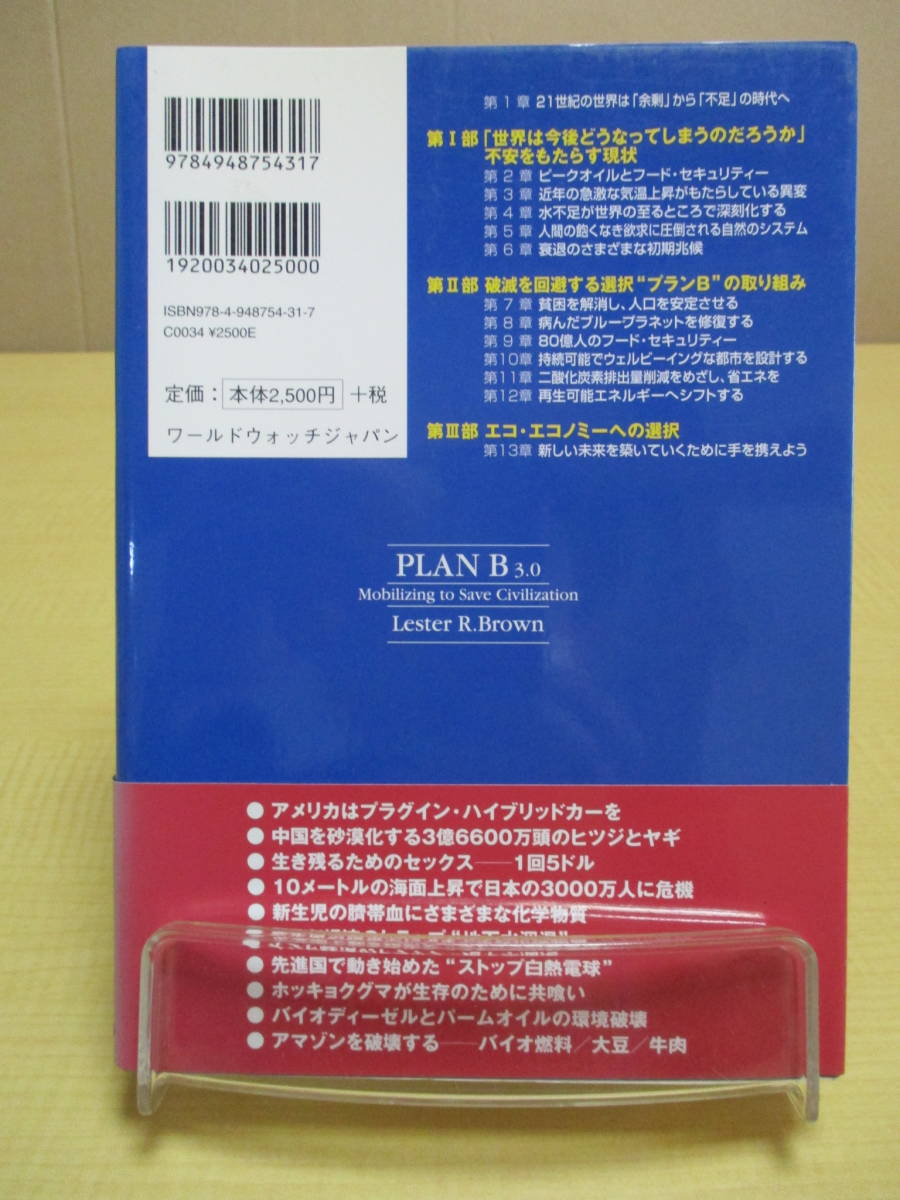 9784948754317
1920034025000
ISBN978-4-948754-31-7
C0034 ¥2500E
定価： 本体2,500円 +税
ワールドウォッチジャパン
第1章 21世紀の世界は「余剰」から「不足」の時代へ
第Ⅰ部「世界は今後どうなってしまうのだろうか」
不安をもたらす現状
第2章 ピークオイルとフード・セキュリティー
第3章 近年の急激な気温上昇がもたらしている異変
第4章 水不足が世界の至るところで深刻化する
第5章 人間の飽くなき欲求に圧倒される自然のシステム
第6章 衰退のさまざまな初期兆候
第Ⅱ部 破滅を回避する選択“プランB”の取り組み
第7章 貧困を解消し、人口を安定させる
第8章 病んだブループラネットを修復する
第9章 80億人のフード・セキュリティー
第10章 持続可能でウェルビーイングな都市を設計する
第11章 二酸化炭素排出量削減をめざし、省エネを
第12章 再生可能エネルギーへシフトする
第Ⅲ部 エコ・エコノミーへの選択
第13章 新しい未来を築いていくために手を携えよう
PLAN B 3.0
Mobilizing to Save Civilization
Lester R.Brown
● アメリカはプラグイン・ハイブリッドカーを
● 中国を砂漠化する3億6600万頭のヒツジとヤギ
● 生き残るためのセックス──1回5ドル
● 10メートルの海面上昇で日本の3000万人に危機
● 新生児の臍帯血にさまざまな化学物質
● 先進国で動き始めた“ストップ白熱電球”
● ホッキョクグマが生存のために共喰い
● バイオディーゼルとパームオイルの環境破壊
● アマゾンを破壊する──バイオ燃料／大豆／牛肉